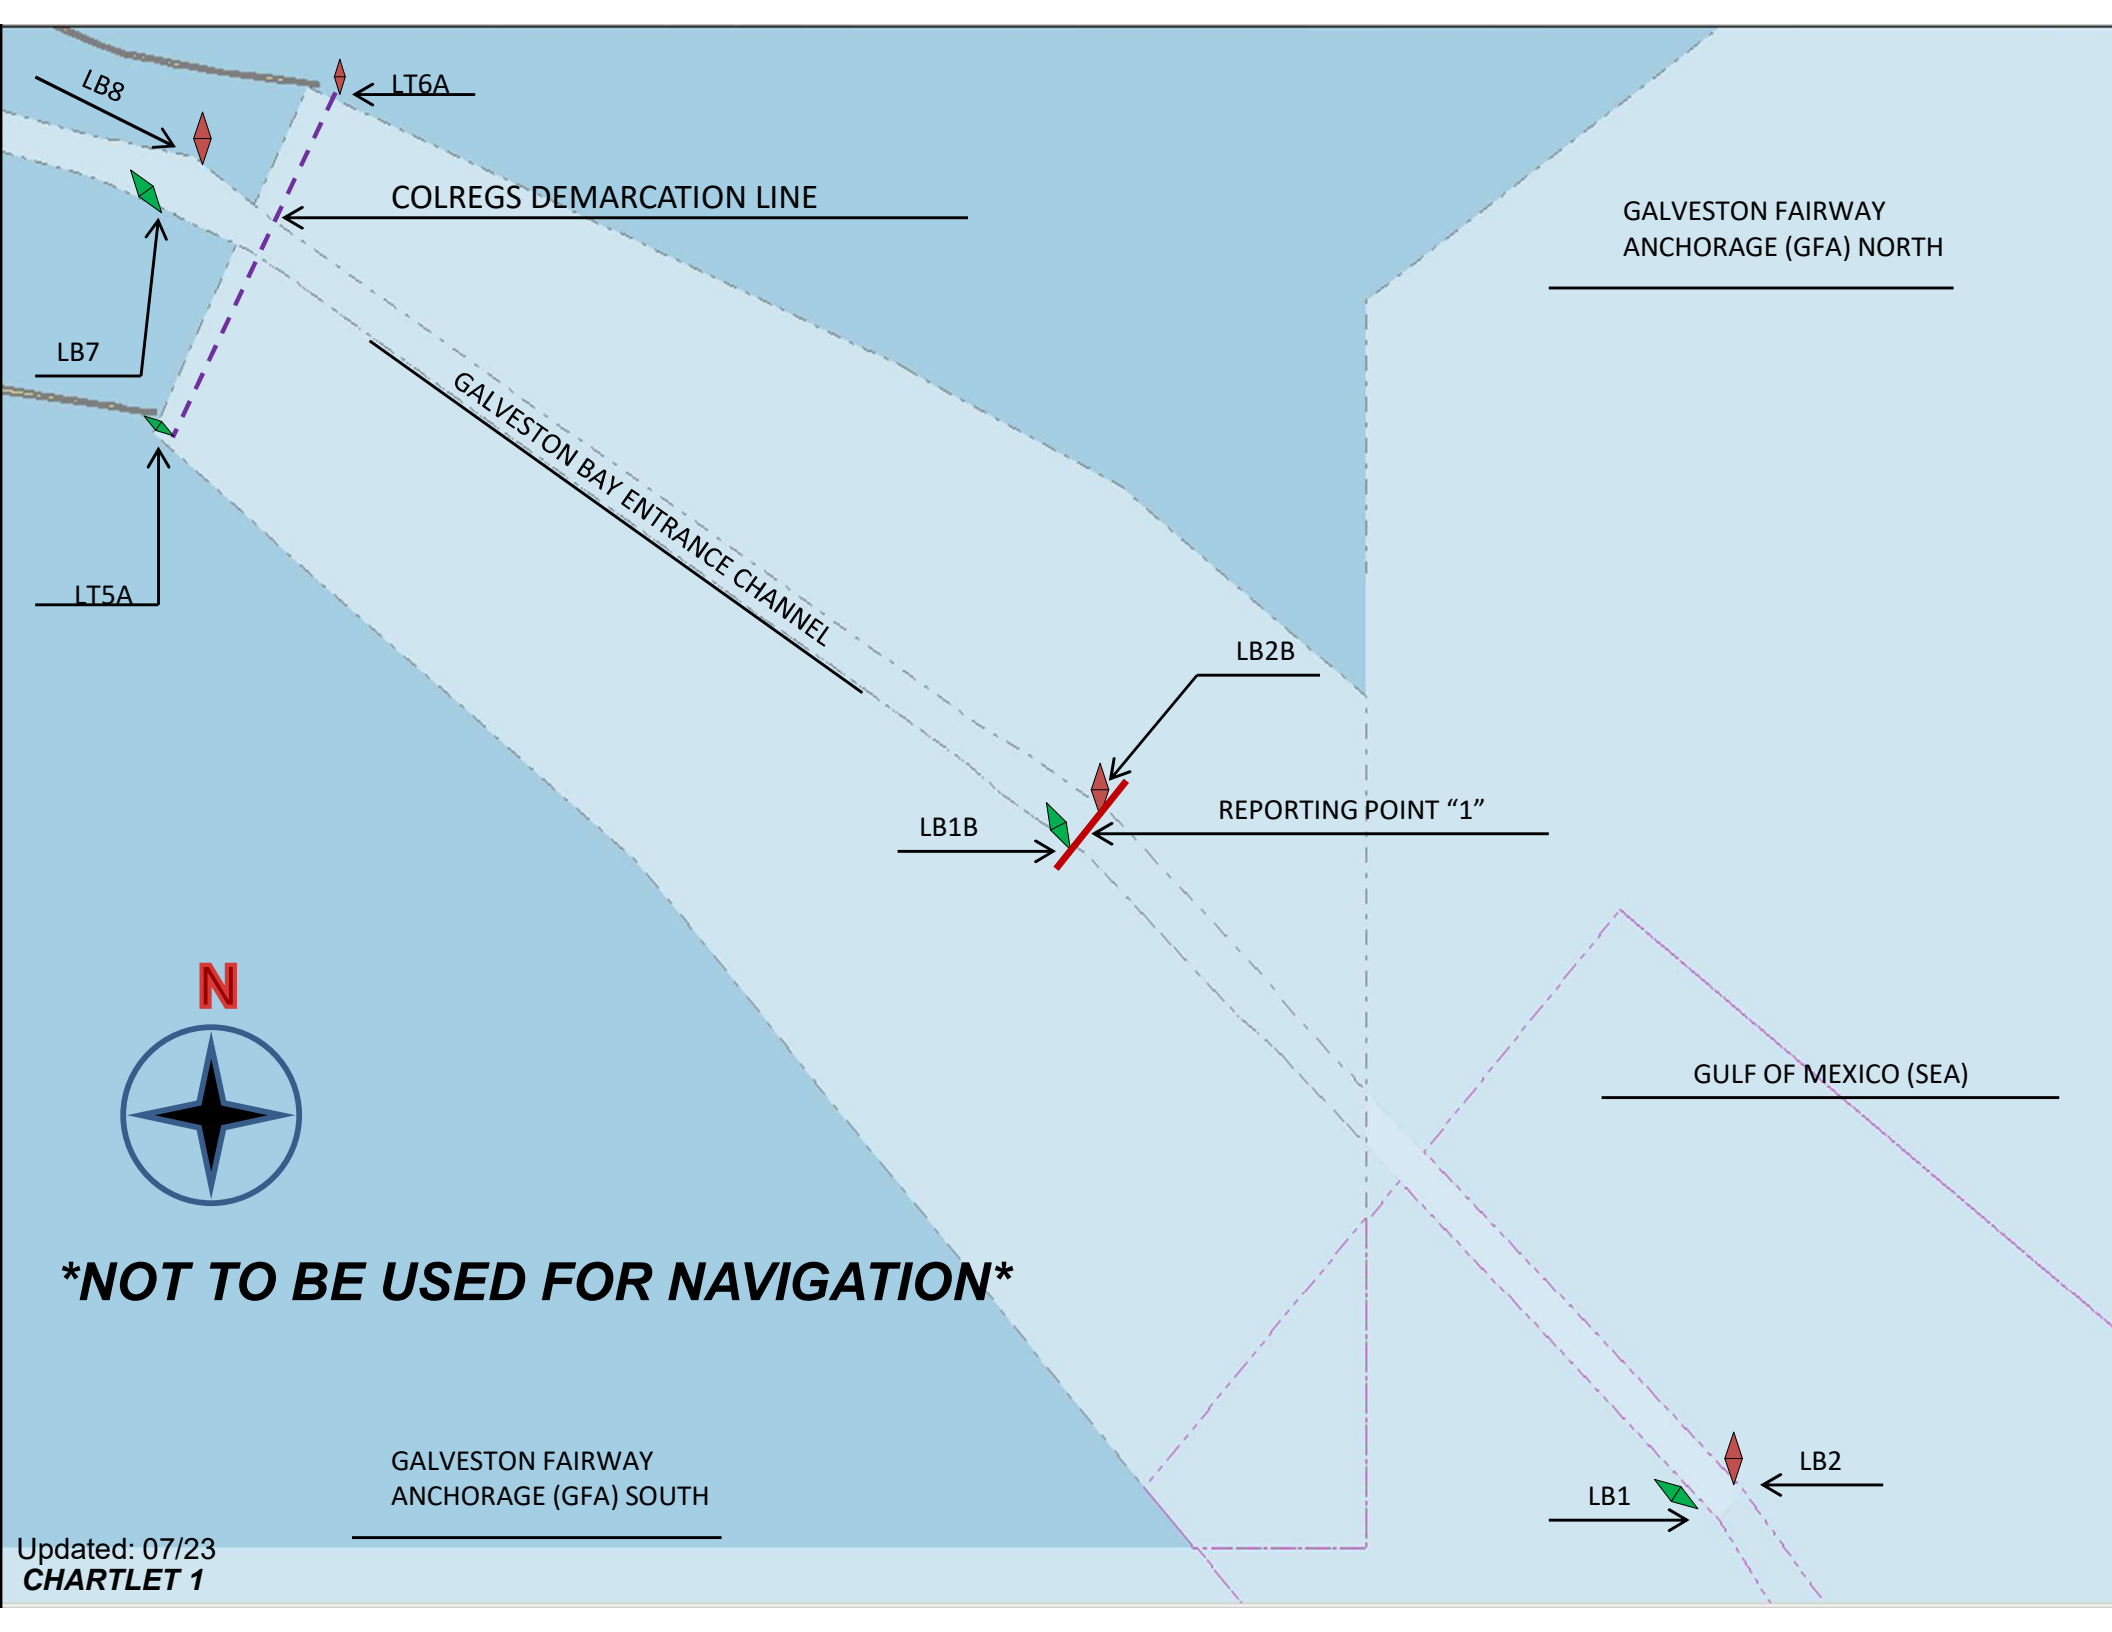 LB8
LT6A
COLREGS DEMARCATION LINE
GALVESTON FAIRWAY
ANCHORAGE (GFA) NORTH
LB7
GALVESTON BAY ENTRANCE CHANNEL
LT5A
LB2B
REPORTING POINT “1”
LB1B
N
GULF OF MEXICO (SEA)
*NOT TO BE USED FOR NAVIGATION*
GALVESTON FAIRWAY
ANCHORAGE (GFA) SOUTH
LB2
LB1
Updated: 07/23
CHARTLET 1